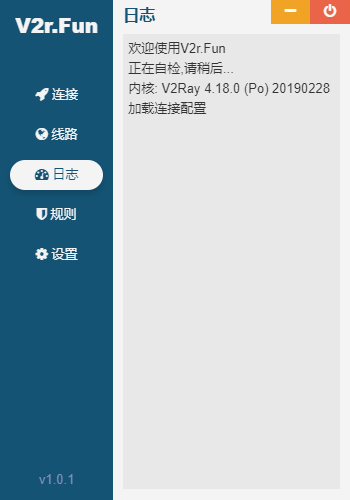 V2r.Fun
连接
线路
日志
规则
设置
v1.0.1
日志
欢迎使用V2r.Fun
正在自检,请稍后...
内核: V2Ray 4.18.0 (Po) 20190228
加载连接配置